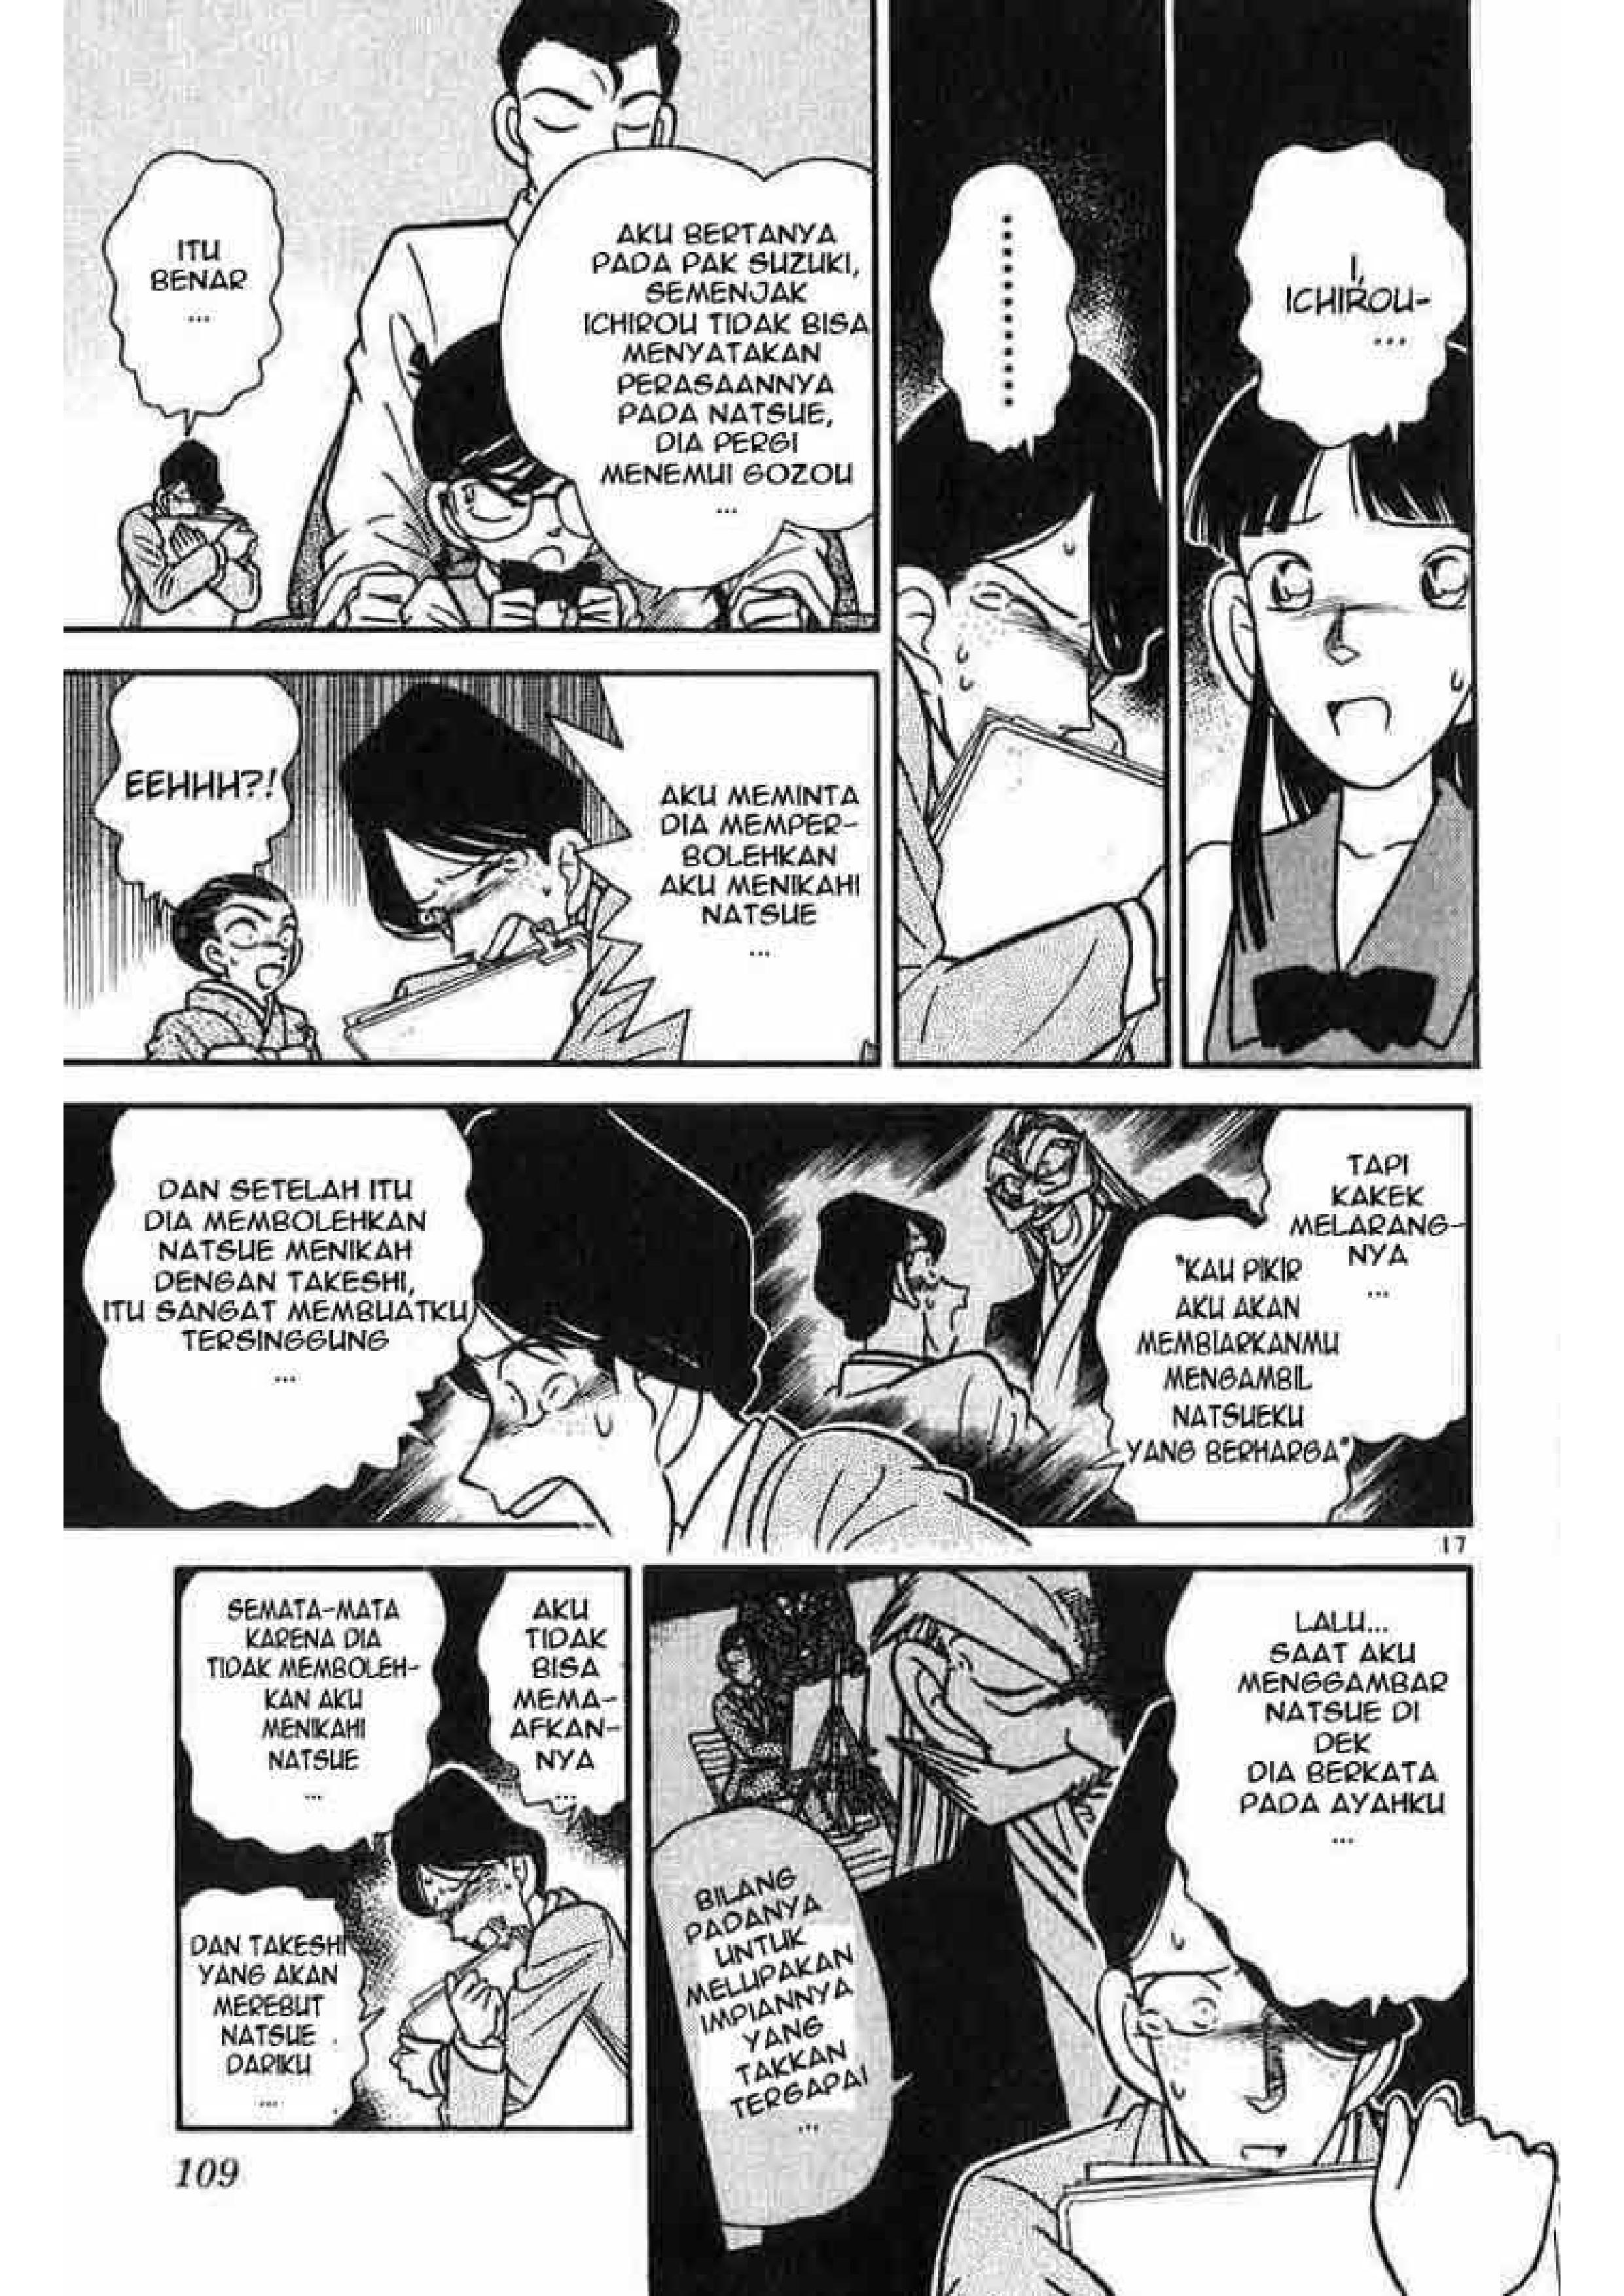 I,
ICHIROU-
...
............
AKU BERTANYA
PADA PAK SUZUKI,
SEMENJAK
ICHIROU TIDAK BISA
MENYATAKAN
PERASAANNYA
PADA NATSUE,
DIA PERGI
MENEMUI GOZOU
...
ITU
BENAR
...
AKU MEMINTA
DIA MEMPER-
BOLEHKAN
AKU MENIKAHI
NATSUE
...
EEHHH?!
TAPI
KAKEK
MELARANG-
NYA
...
"KAU PIKIR
AKU AKAN
MEMBIARKANMU
MENGAMBIL
NATSUEKU
YANG BERHARGA"
DAN SETELAH ITU
DIA MEMBOLEHKAN
NATSUE MENIKAH
DENGAN TAKESHI,
ITU SANGAT MEMBUATKU
TERSINGGUNG
...
17
LALU...
SAAT AKU
MENGGAMBAR
NATSUE DI
DEK
DIA BERKATA
PADA AYAHKU
...
BILANG
PADANYA
UNTUK
MELUPAKAN
IMPIANNYA
YANG
TAKKAN
TERGAPAI
...
AKU
TIDAK
BISA
MEMA-
AFKAN-
NYA
...
SEMATA-MATA
KARENA DIA
TIDAK MEMBOLEH-
KAN AKU
MENIKAHI
NATSUE
...
DAN TAKESHI
YANG AKAN
MEREBUT
NATSUE
DARIKU
...
109